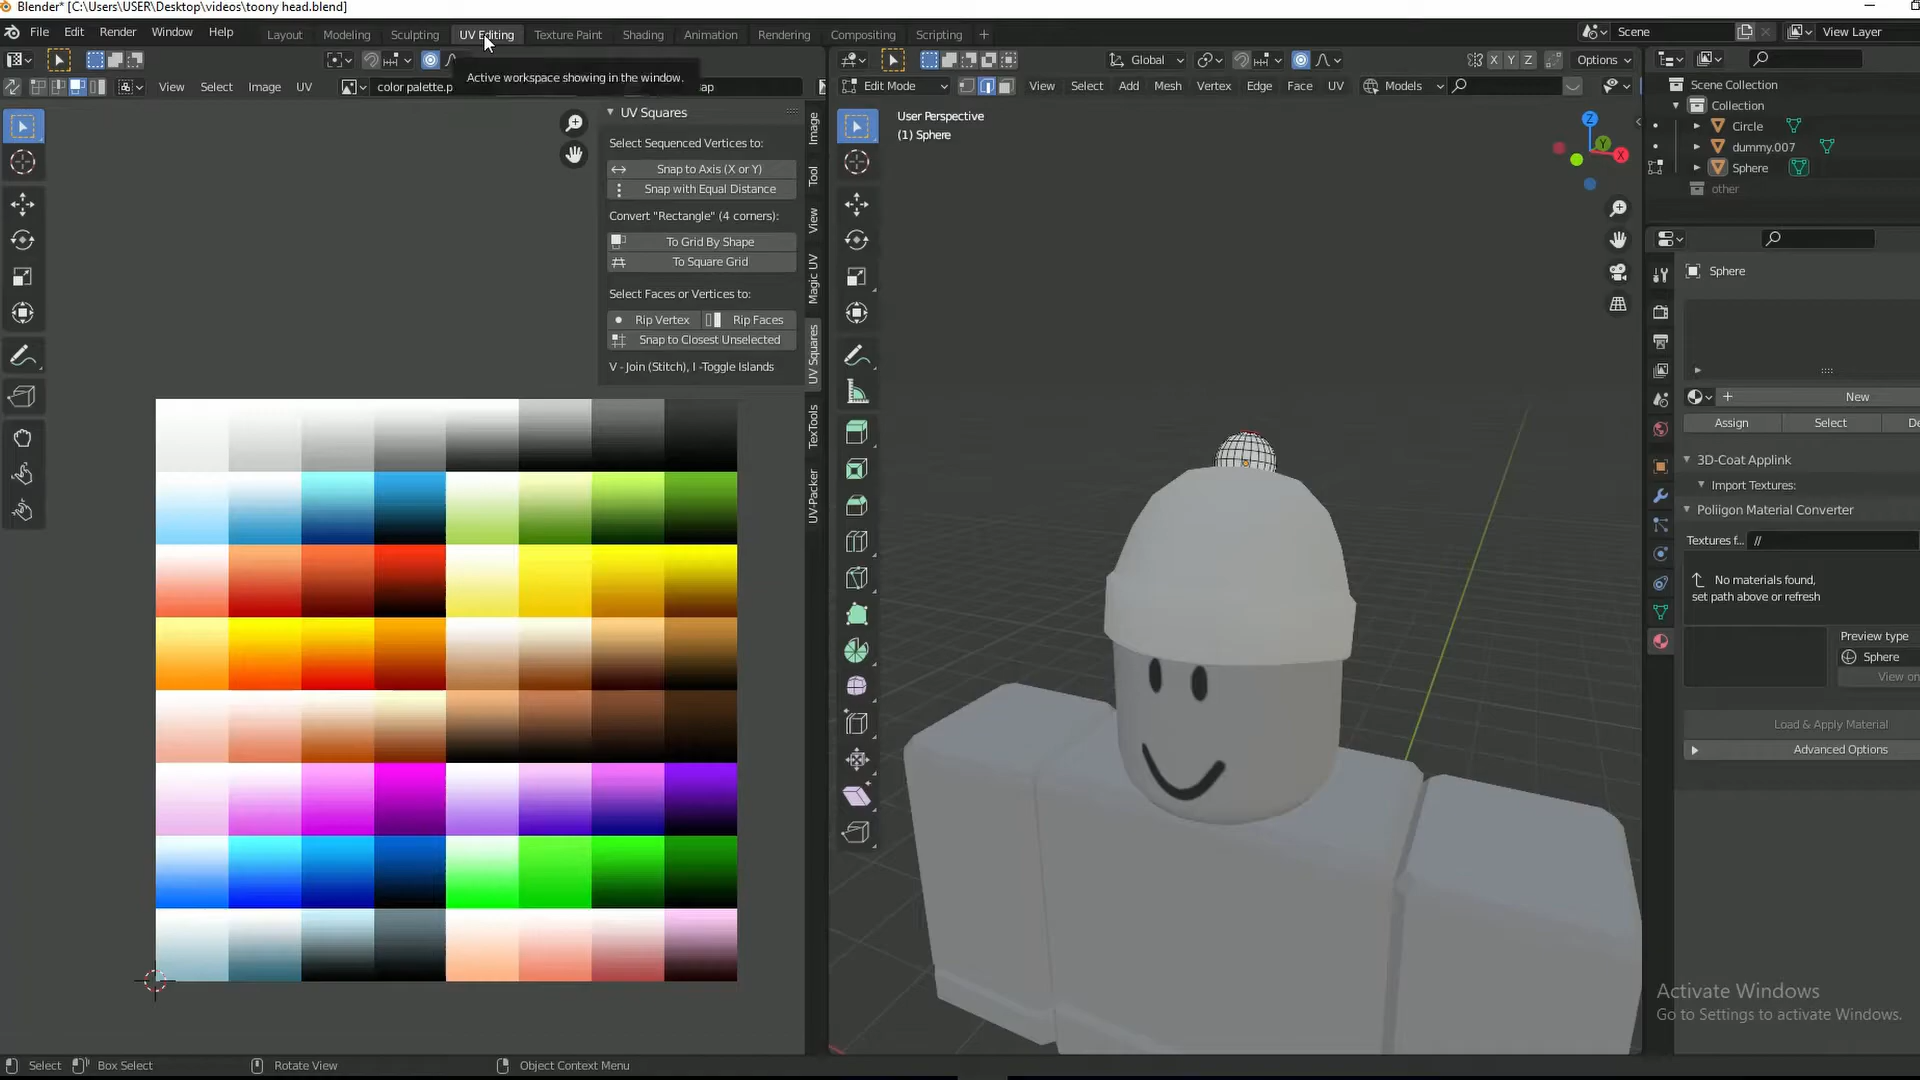 Blender* [C:\Users\USER\Desktop\videos\toony head.blend]
File Edit Render Window Help
Layout Modeling Sculpting UV Editing Texture Paint Shading Animation Rendering Compositing Scripting +
Scene
View Layer
Active workspace showing in the window.
Global
X Y Z
Options
View Select Image UV
color palette.p
ap
Edit Mode
View Select Add Mesh Vertex Edge Face UV
Models
UV Squares
Select Sequenced Vertices to:
Snap to Axis (X or Y)
Snap with Equal Distance
Convert "Rectangle" (4 corners):
To Grid By Shape
To Square Grid
Select Faces or Vertices to:
Rip Vertex
Rip Faces
Snap to Closest Unselected
V - Join (Stitch), I -Toggle Islands
Image
Tool
View
Magic UV
UV Squares
TexTools
UV-Packer
User Perspective
(1) Sphere
Z
Y
X
Scene Collection
Collection
Circle
dummy.007
Sphere
other
Sphere
New
Assign
Select
De
3D-Coat Applink
Import Textures:
Poliigon Material Converter
Textures f... //
No materials found,
set path above or refresh
Preview type
Sphere
View on
Load & Apply Material
Advanced Options
Activate Windows
Go to Settings to activate Windows.
Select
Box Select
Rotate View
Object Context Menu